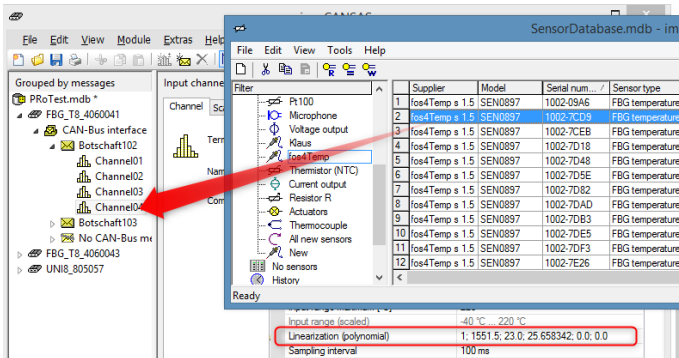 SensorDatabase.mdb - im
File Edit View Module Extras Help
File Edit View Tools Help
Grouped by messages
PRoTest.mdb *
FBG_T8_4060041
CAN-Bus interface
Botschaft102
Channel01
Channel02
Channel03
Botschaft103
No CAN-Bus me
FBG_T8_4060043
UNI8_805057
Input channe
Channel Sc
Nam
Com
Filter
Pt100
Microphone
Voltage output
Klaus
fos4Temp
Thermistor (NTC)
Current output
Resistor R
Actuators
Thermocouple
All new sensors
New
No sensors
History
Supplier Model Serial num... / Sensor type
1 fos4Temp s 1.5 SEN0897 1002-09A6 FBG temperature
2 fos4Temp s 1.5 SEN0897 1002-7CD9 FBG temperature
3 fos4Temp s 1.5 SEN0897 1002-7CEB FBG temperature
4 fos4Temp s 1.5 SEN0897 1002-7D18 FBG temperature
5 fos4Temp s 1.5 SEN0897 1002-7D48 FBG temperature
6 fos4Temp s 1.5 SEN0897 1002-7D5E FBG temperature
7 fos4Temp s 1.5 SEN0897 1002-7D82 FBG temperature
8 fos4Temp s 1.5 SEN0897 1002-7DAD FBG temperature
9 fos4Temp s 1.5 SEN0897 1002-7DB3 FBG temperature
10 fos4Temp s 1.5 SEN0897 1002-7DE5 FBG temperature
11 fos4Temp s 1.5 SEN0897 1002-7DF3 FBG temperature
12 fos4Temp s 1.5 SEN0897 1002-7E26 FBG temperature
Ready
Input range (scaled) -40 °C ... 220 °C
Linearization (polynomial) 1; 1551.5; 23.0; 25.658342; 0.0; 0.0
Sampling interval 100 ms